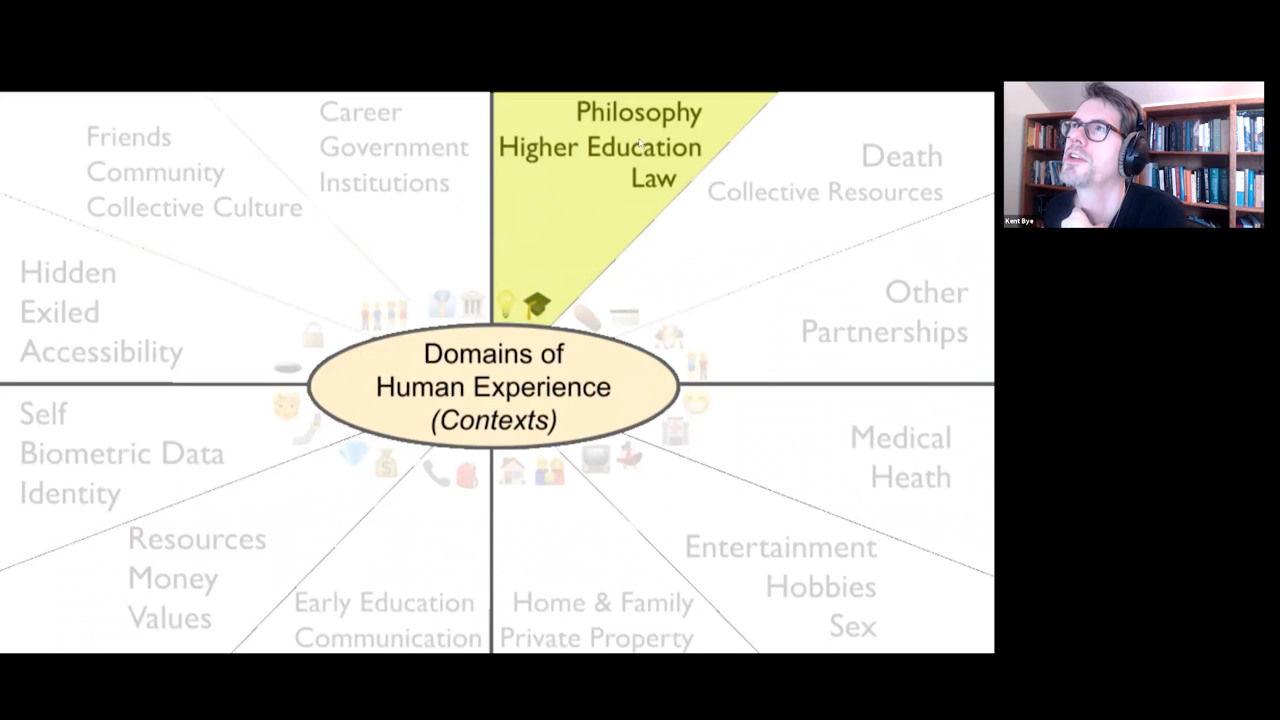 Career
Government
Institutions
Philosophy
Higher Education
Law
Friends
Community
Collective Culture
Death
Collective Resources
Hidden
Exiled
Accessibility
Other
Partnerships
Domains of
Human Experience
(Contexts)
Self
Biometric Data
Identity
Medical
Heath
Resources
Money
Values
Entertainment
Hobbies
Sex
Early Education
Communication
Home & Family
Private Property
Kent Bye